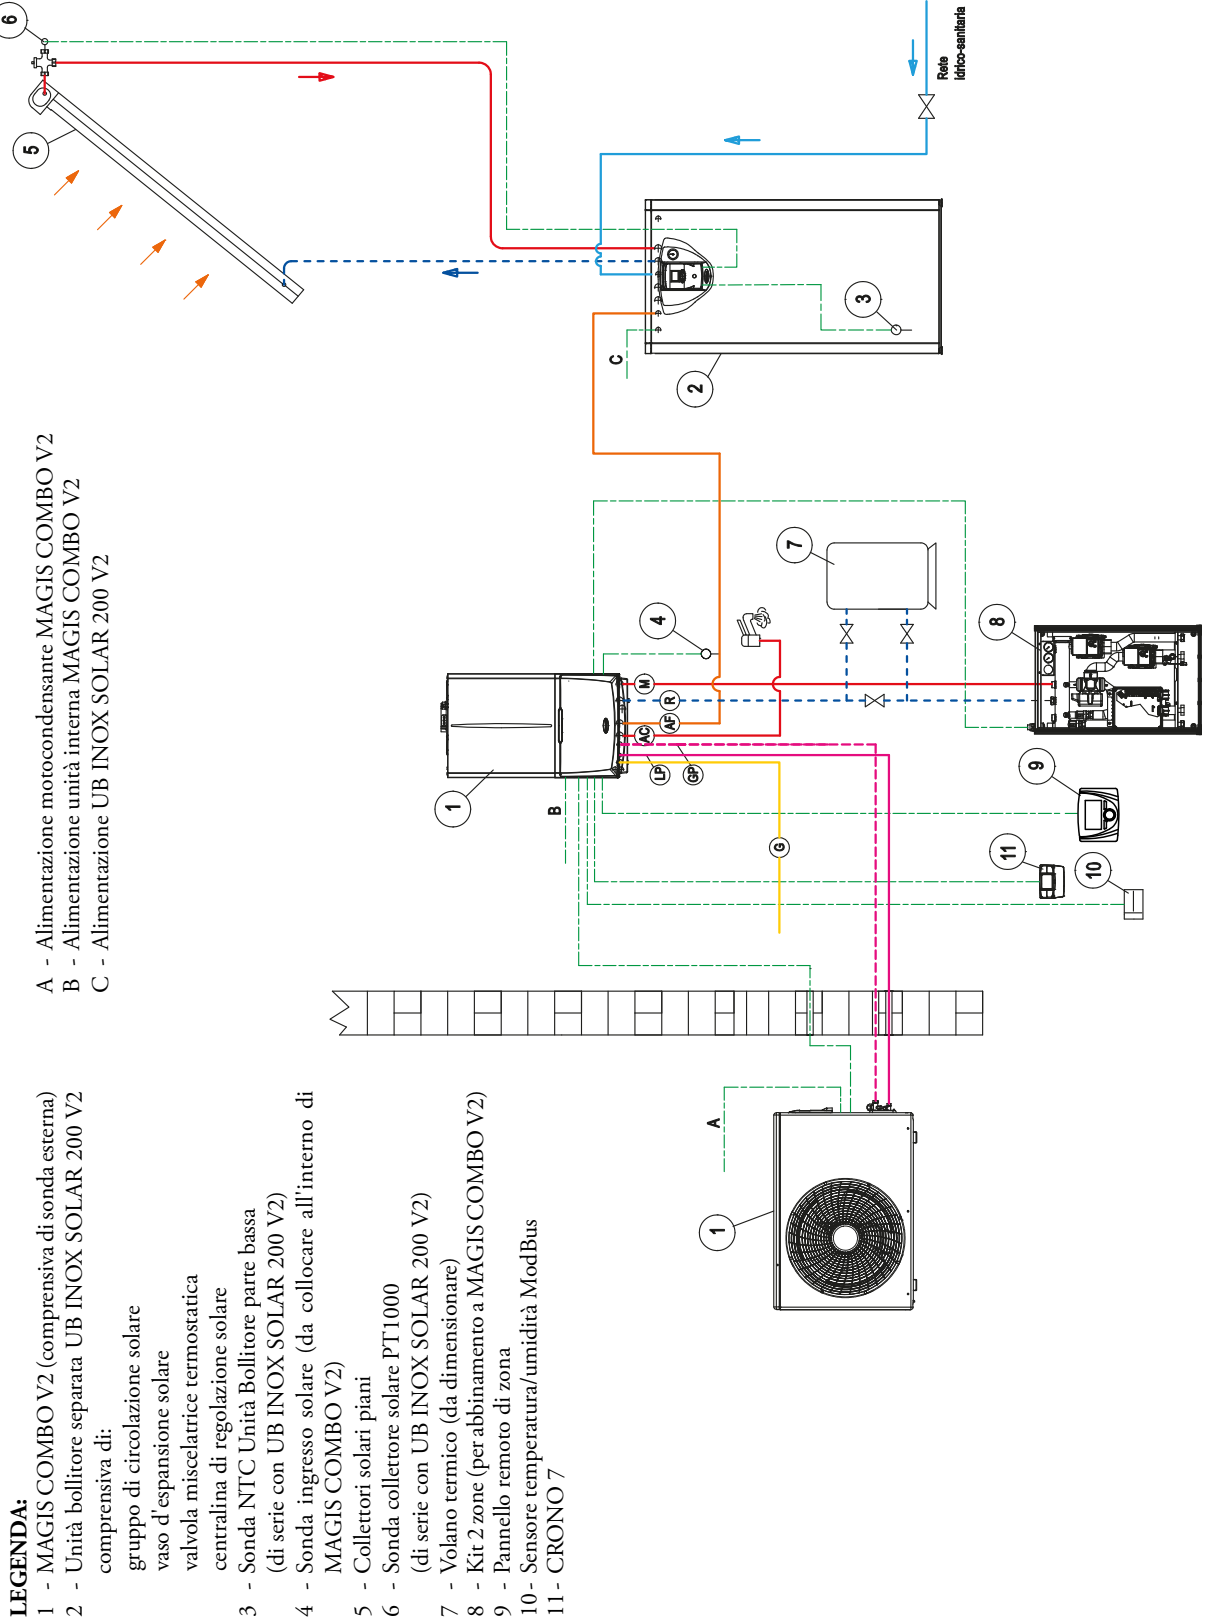 LEGENDA:
1 - MAGIS COMBO V2 (comprensiva di sonda esterna)
2 - Unità bollitore separata UB INOX SOLAR 200 V2
comprensiva di:
gruppo di circolazione solare
vaso d'espansione solare
valvola miscelatrice termostatica
centralina di regolazione solare
3 - Sonda NTC Unità Bollitore parte bassa
(di serie con UB INOX SOLAR 200 V2)
4 - Sonda ingresso solare (da collocare all'interno di
MAGIS COMBO V2)
5 - Collettori solari piani
6 - Sonda collettore solare PT1000
(di serie con UB INOX SOLAR 200 V2)
7 - Volano termico (da dimensionare)
8 - Kit 2 zone (per abbinamento a MAGIS COMBO V2)
9 - Pannello remoto di zona
10 - Sensore temperatura/umidità ModBus
11 - CRONO 7
A - Alimentazione motocondensante MAGIS COMBO V2
B - Alimentazione unità interna MAGIS COMBO V2
C - Alimentazione UB INOX SOLAR 200 V2
1
A
B
1
G
LP
GP
AC
AF
R
M
4
10
11
9
8
7
C
2
3
5
6
Rete
idrico-sanitaria